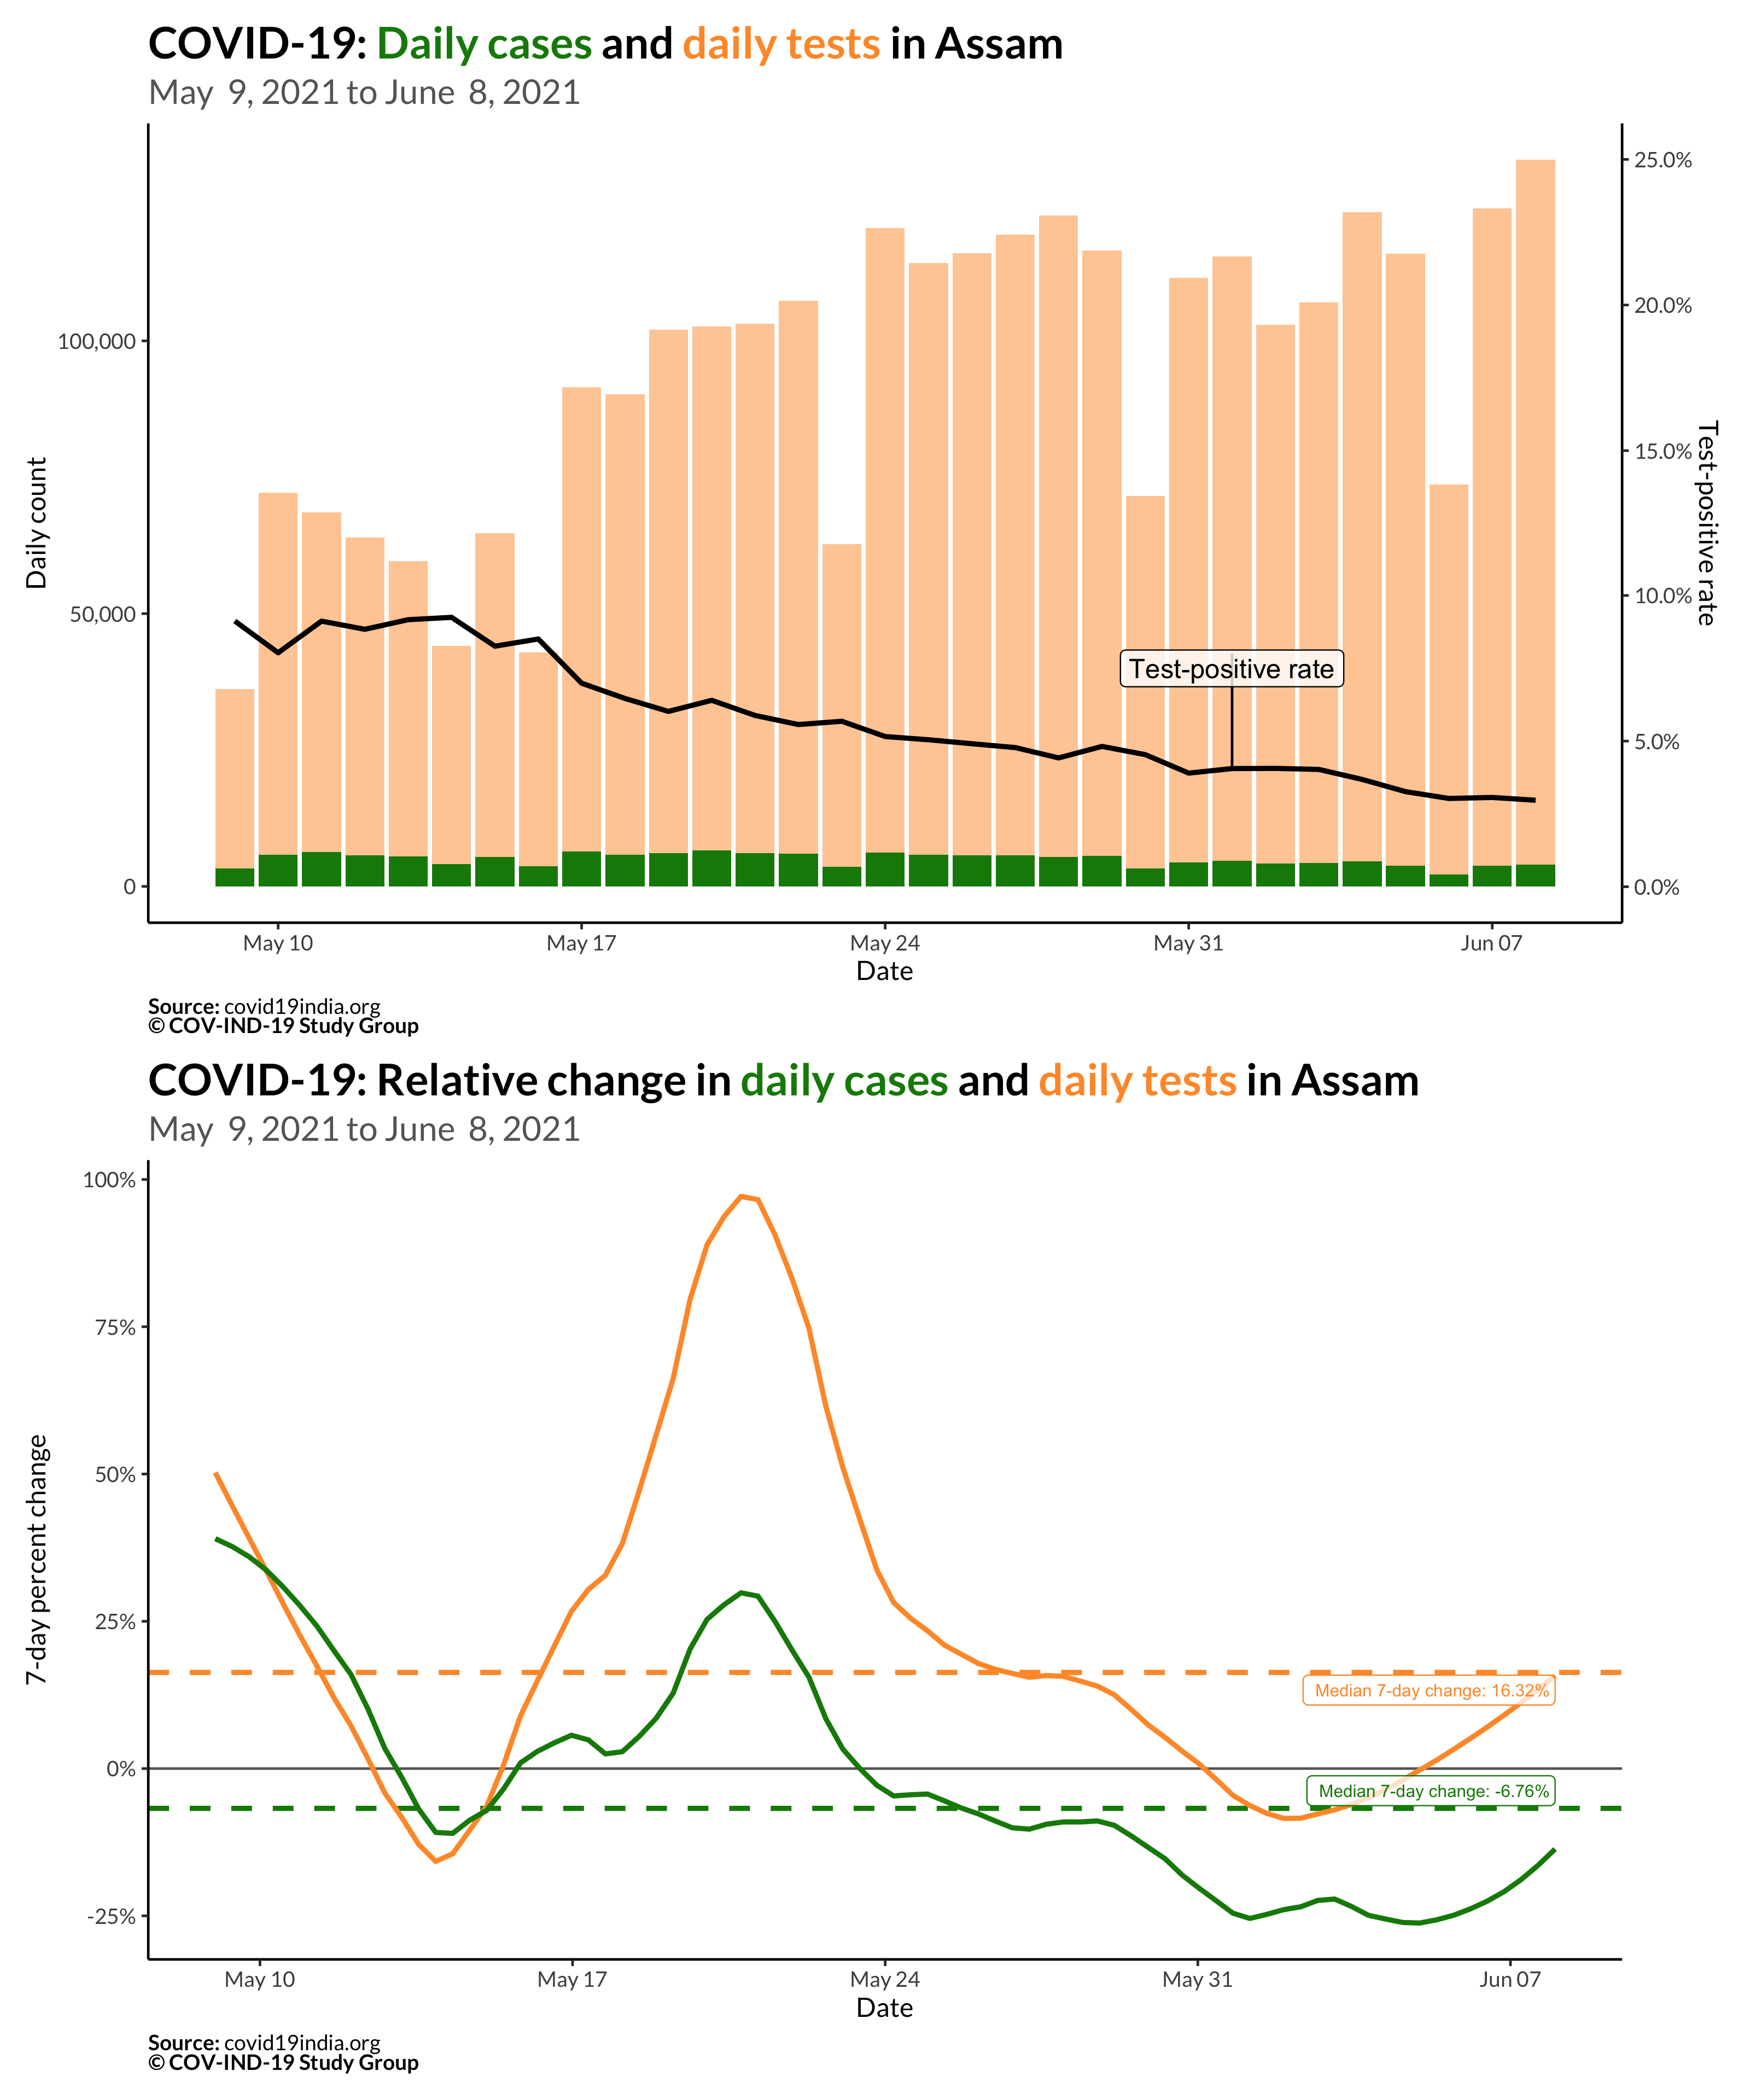 COVID-19: Daily cases and daily tests in Assam
May  9, 2021 to June  8, 2021
25.0%
20.0%
100,000
15.0%
Daily count
Test-positive rate
10.0%
50,000
Test-positive rate
5.0%
0
0.0%
May 10 May 17 May 24 May 31 Jun 07
Date
Source: covid19india.org
© COV-IND-19 Study Group
COVID-19: Relative change in daily cases and daily tests in Assam
May  9, 2021 to June  8, 2021
100%
75%
50%
7-day percent change
25%
Median 7-day change: 16.32%
0%
Median 7-day change: -6.76%
-25%
May 10 May 17 May 24 May 31 Jun 07
Date
Source: covid19india.org
© COV-IND-19 Study Group